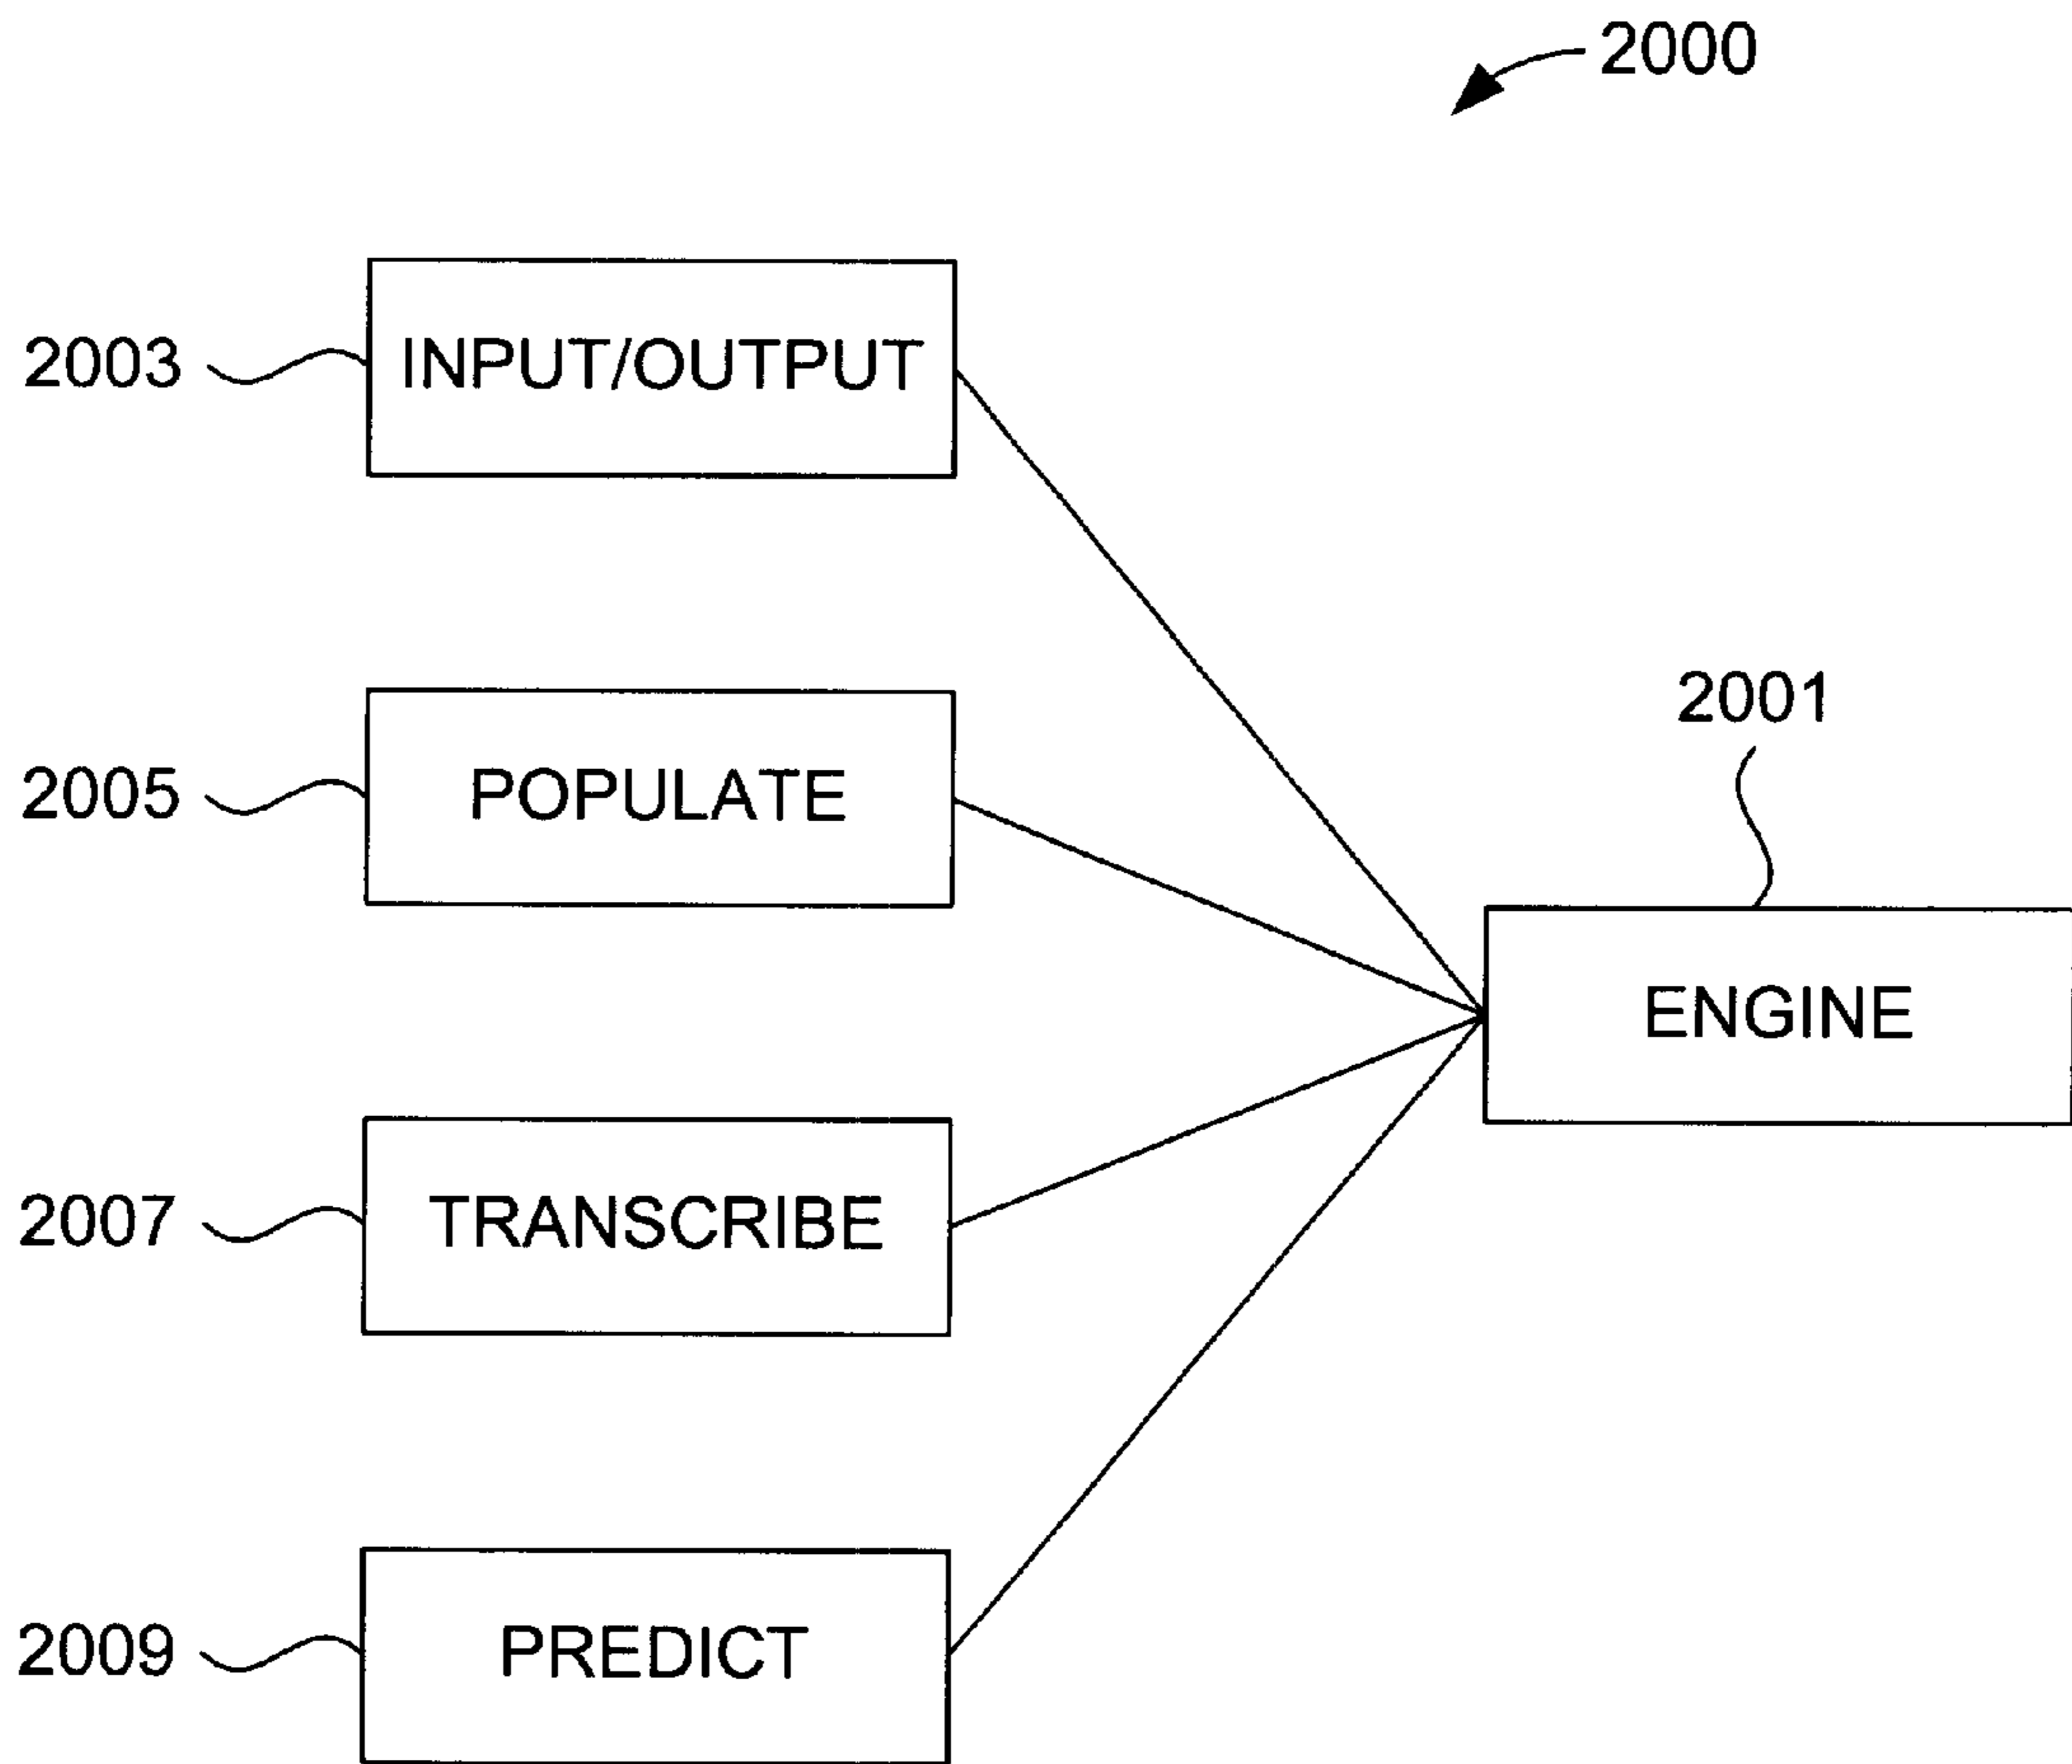 2000
2003 INPUT/OUTPUT
2001
2005 POPULATE
ENGINE
2007 TRANSCRIBE
2009 PREDICT